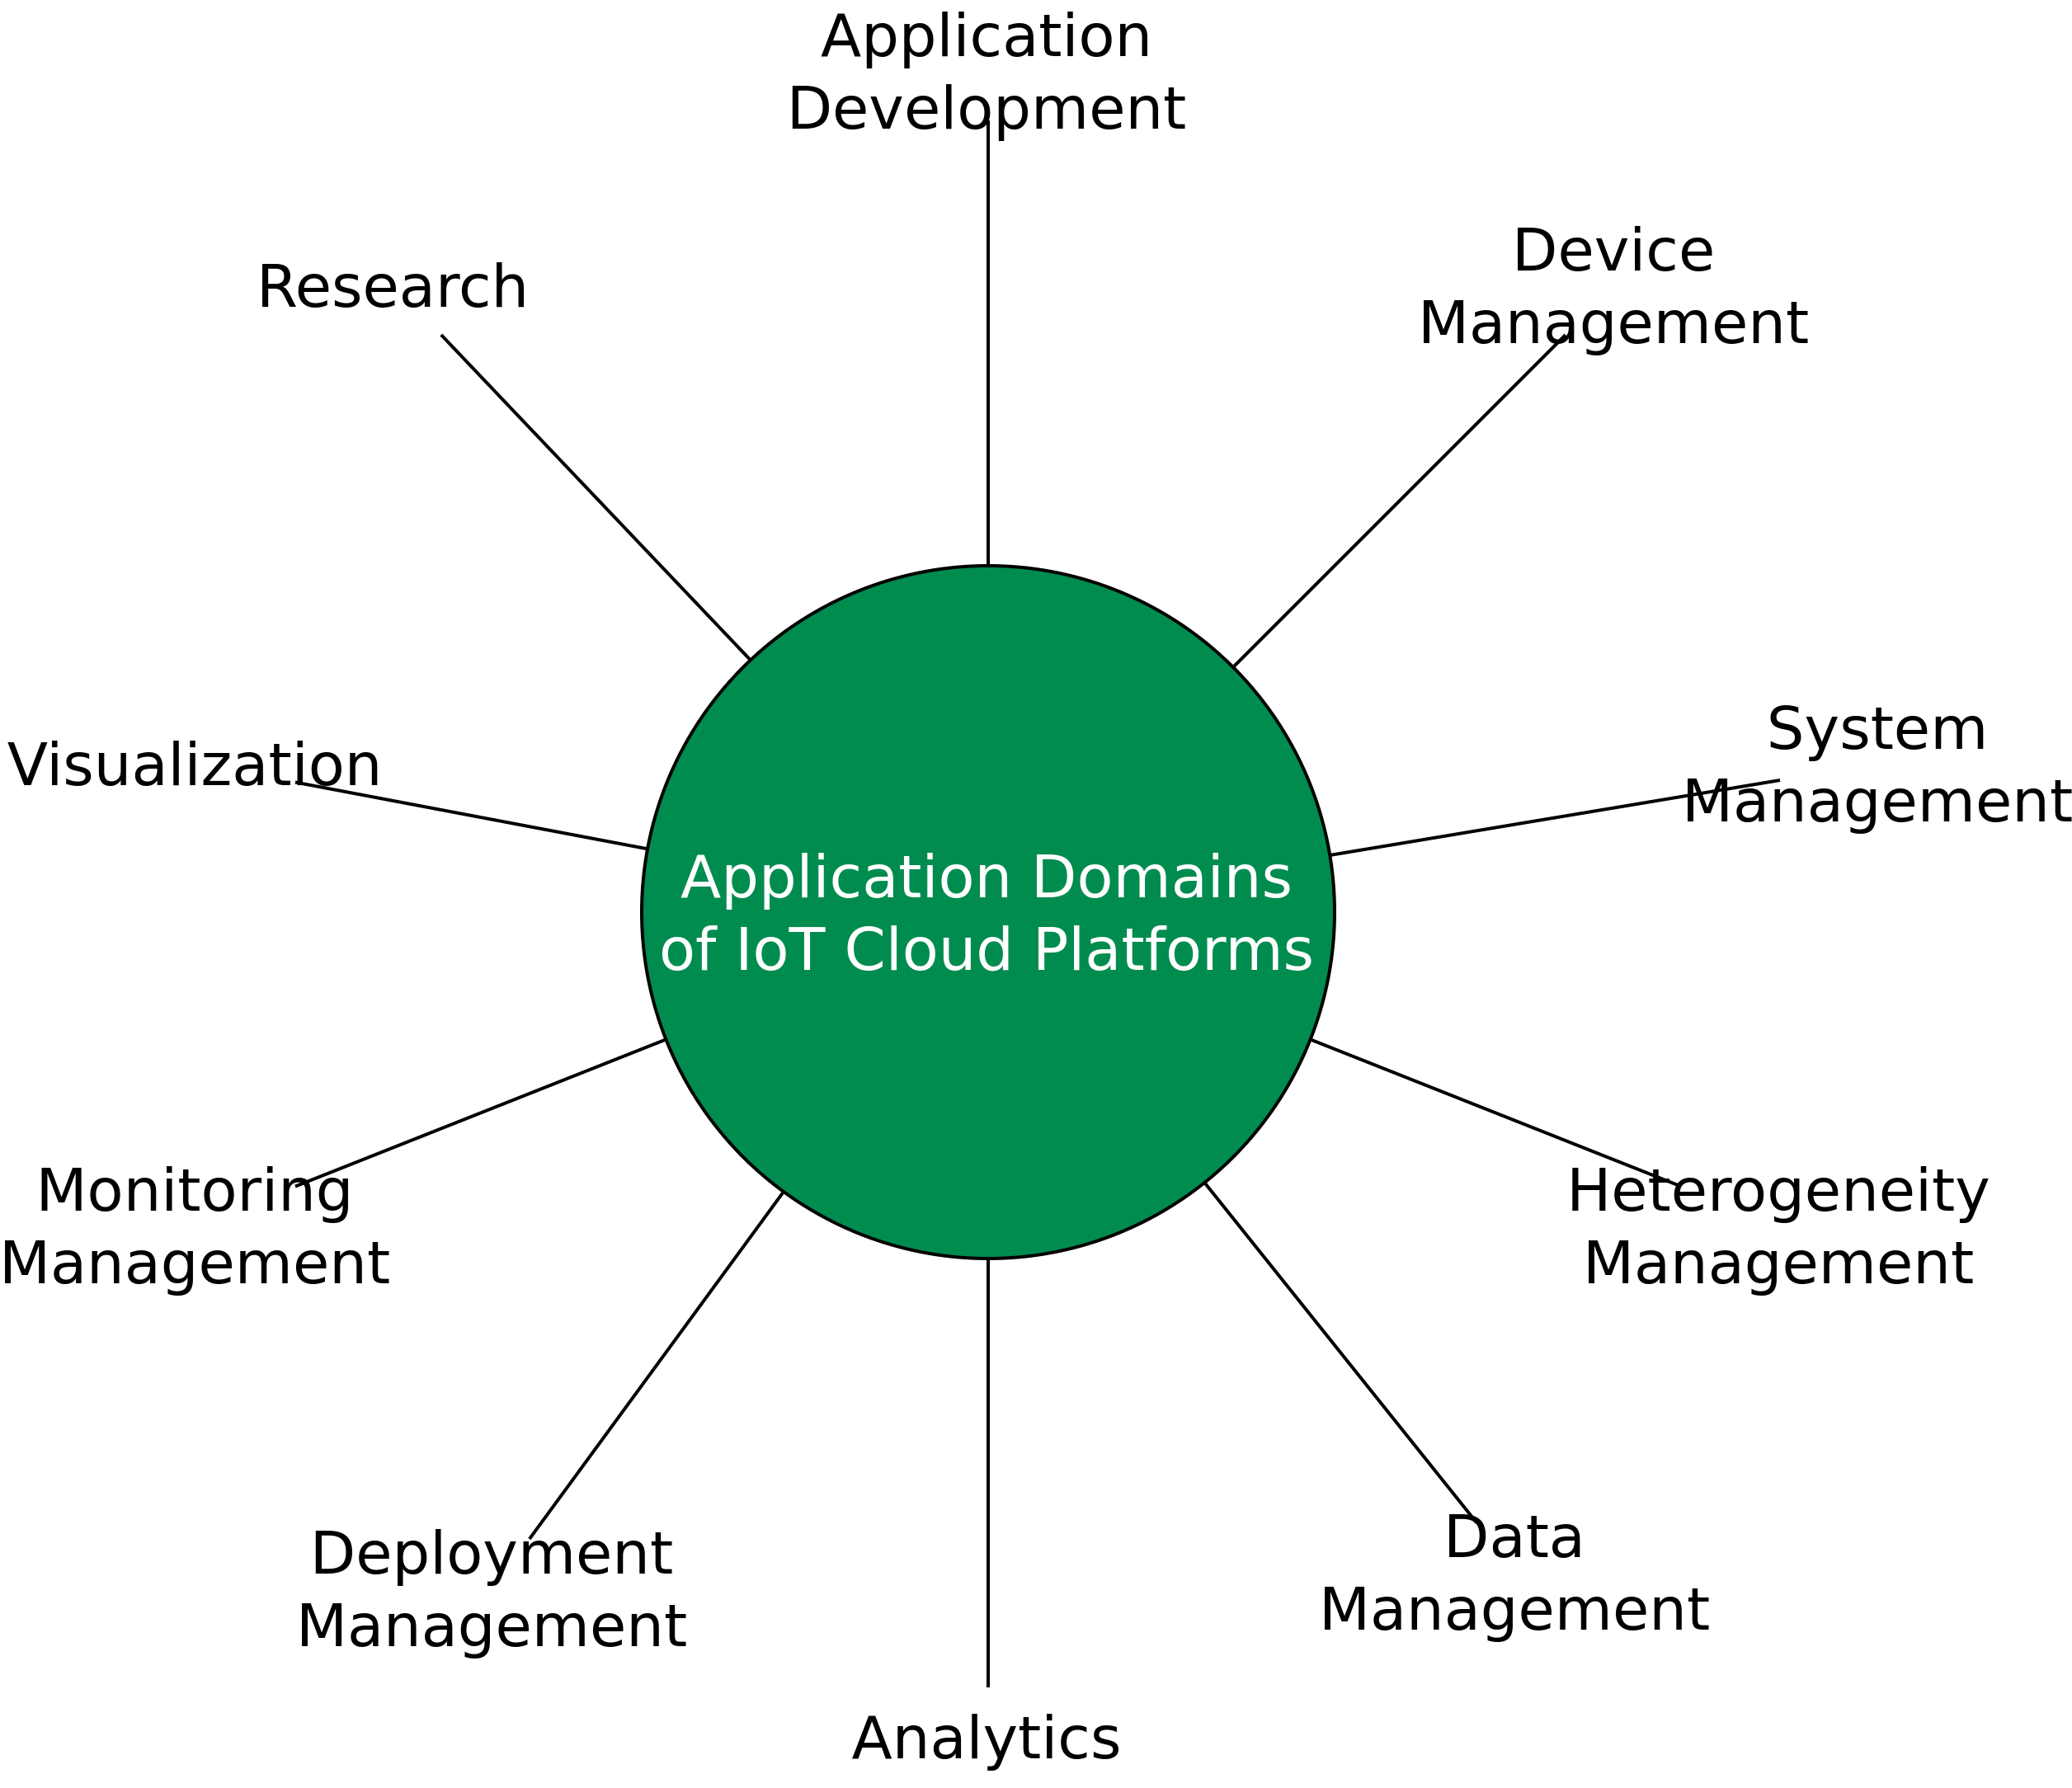 Application
Development
Device
Management
Research
System
Management
Visualization
Application Domains
of IoT Cloud Platforms
Monitoring
Management
Heterogeneity
Management
Deployment
Management
Data
Management
Analytics